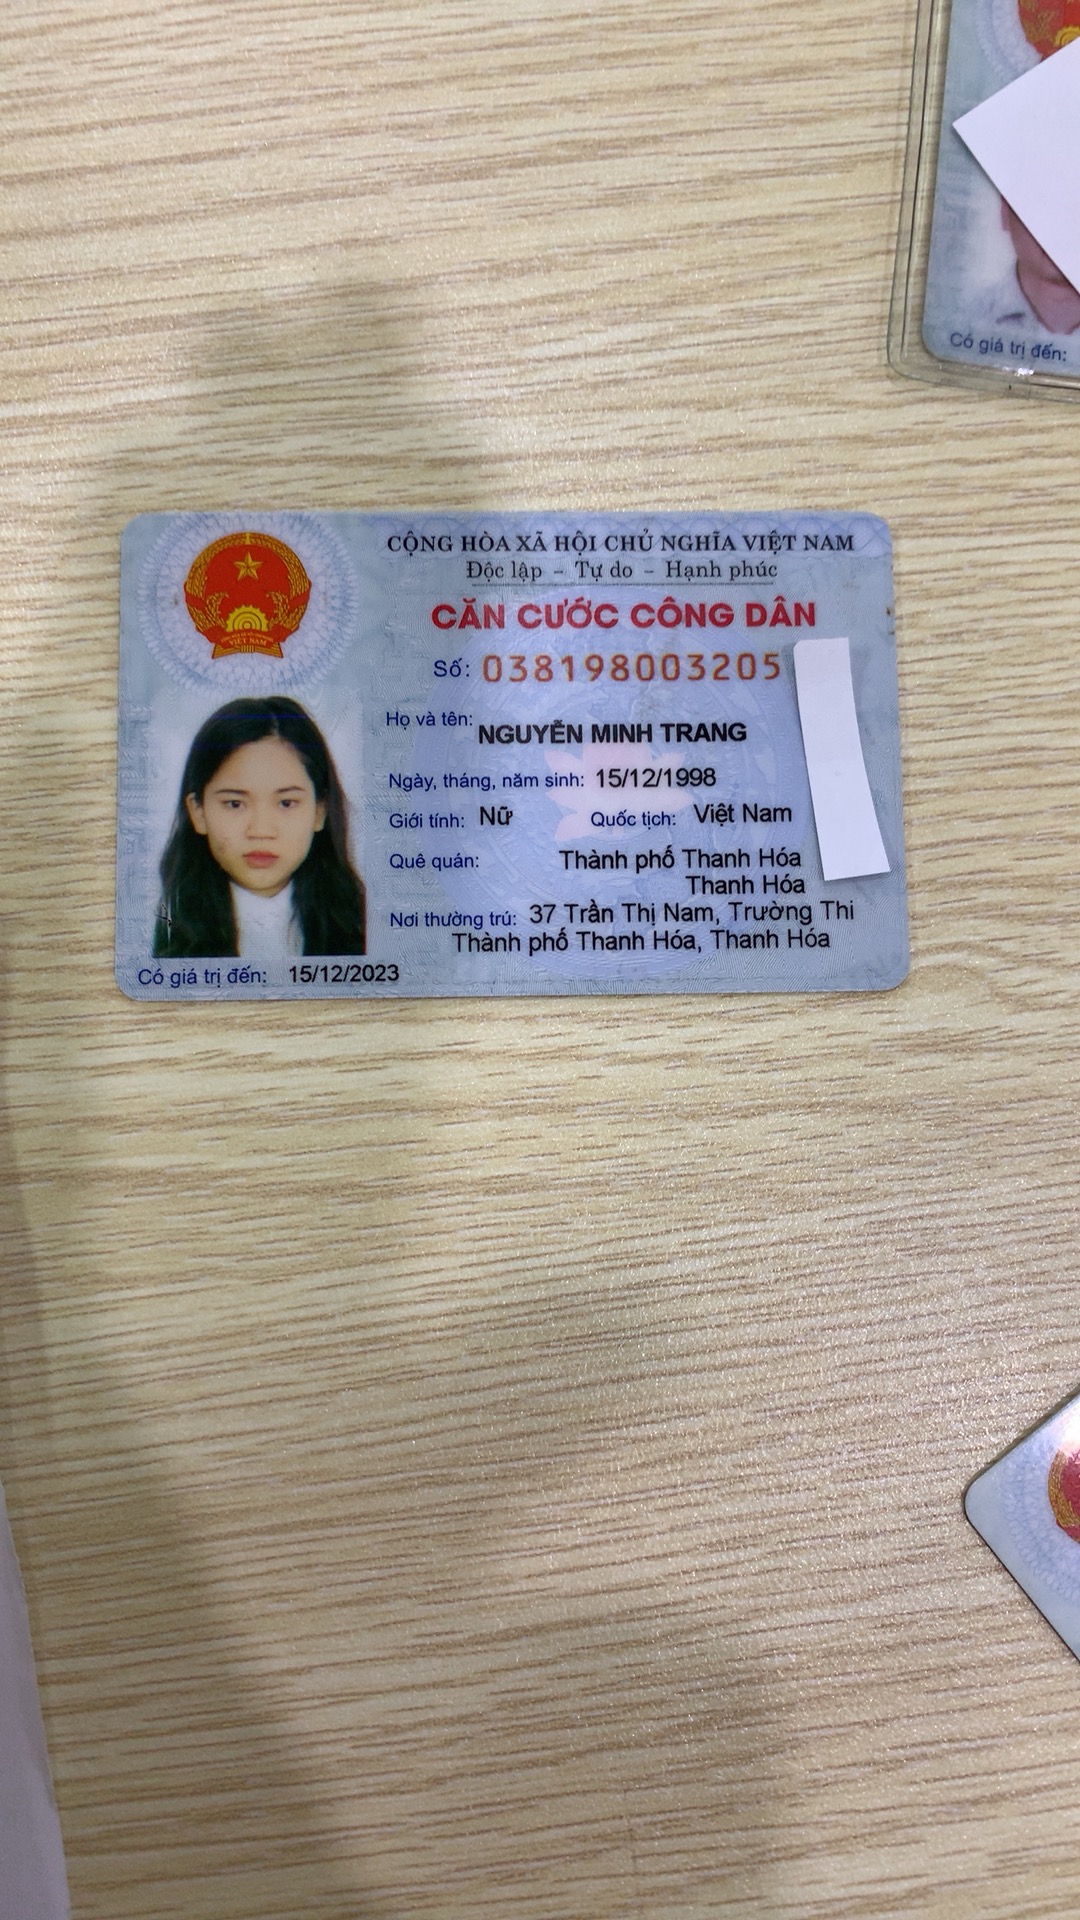 Có giá trị đến:
CỘNG HÒA XÃ HỘI CHỦ NGHĨA VIỆT NAM
Độc lập – Tự do – Hạnh phúc
CĂN CƯỚC CÔNG DÂN
Số: 038198003205
Họ và tên: NGUYỄN MINH TRANG
Ngày, tháng, năm sinh: 15/12/1998
Giới tính: Nữ Quốc tịch: Việt Nam
Quê quán: Thành phố Thanh Hóa
Thanh Hóa
Nơi thường trú: 37 Trần Thị Nam, Trường Thi
Thành phố Thanh Hóa, Thanh Hóa
Có giá trị đến: 15/12/2023
VIỆT NAM